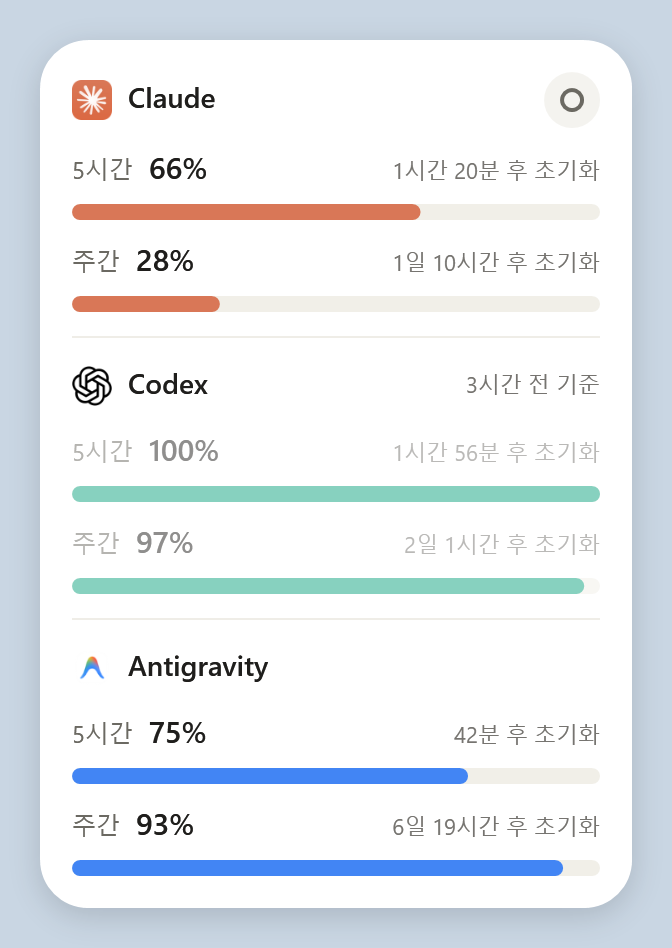 Claude
5시간 66% 1시간 20분 후 초기화
주간 28% 1일 10시간 후 초기화
Codex 3시간 전 기준
5시간 100% 1시간 56분 후 초기화
주간 97% 2일 1시간 후 초기화
Antigravity
5시간 75% 42분 후 초기화
주간 93% 6일 19시간 후 초기화